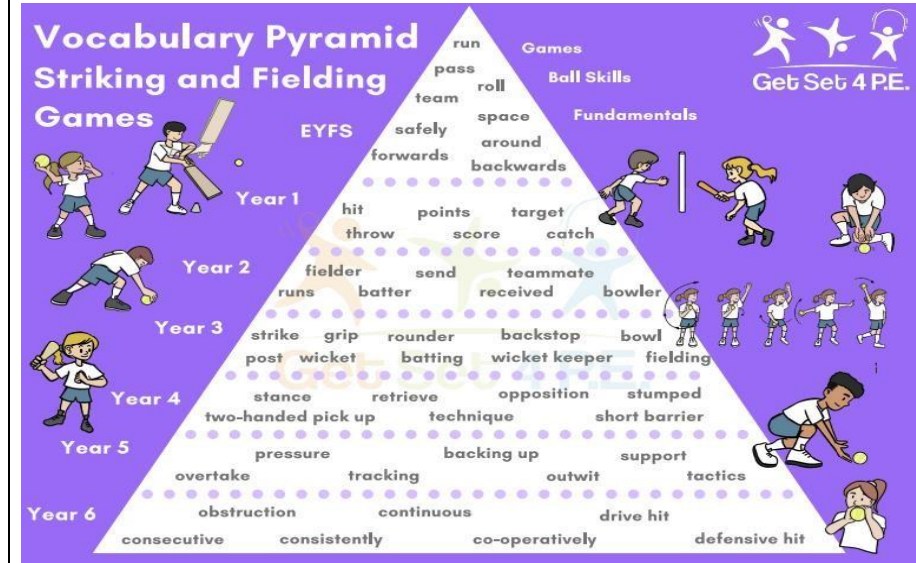 Vocabulary Pyramid
Striking and Fielding
Games
Get Set 4 P.E.
Games
Ball Skills
Fundamentals
EYFS
run
pass
roll
team
space
safely
around
forwards
backwards
Year 1
hit points target
throw score catch
Year 2
fielder send teammate
runs batter received bowler
Year 3
strike grip rounder backstop bowl
post wicket batting wicket keeper fielding
Get Set 4 P.E.
Year 4
stance retrieve opposition stumped
two-handed pick up technique short barrier
Year 5
pressure backing up support
overtake tracking outwit tactics
Year 6
obstruction continuous drive hit
consecutive consistently co-operatively defensive hit